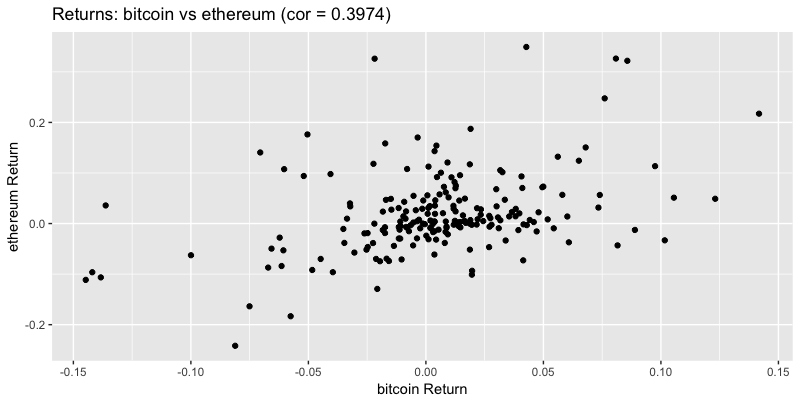 Returns: bitcoin vs ethereum (cor = 0.3974)
ethereum Return
0.2
0.0
-0.2
-0.15 -0.10 -0.05 0.00 0.05 0.10 0.15
bitcoin Return